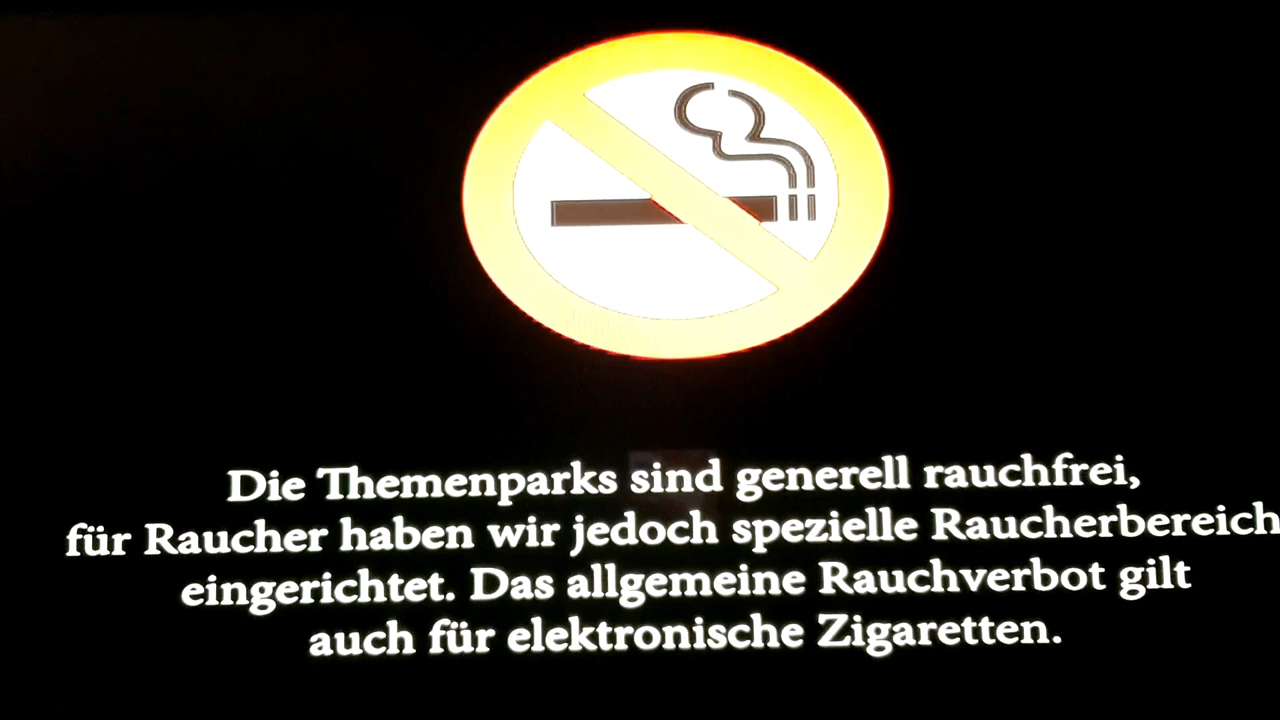 Die Themenparks sind generell rauchfrei,
für Raucher haben wir jedoch spezielle Raucherbereich
eingerichtet. Das allgemeine Rauchverbot gilt
auch für elektronische Zigaretten.